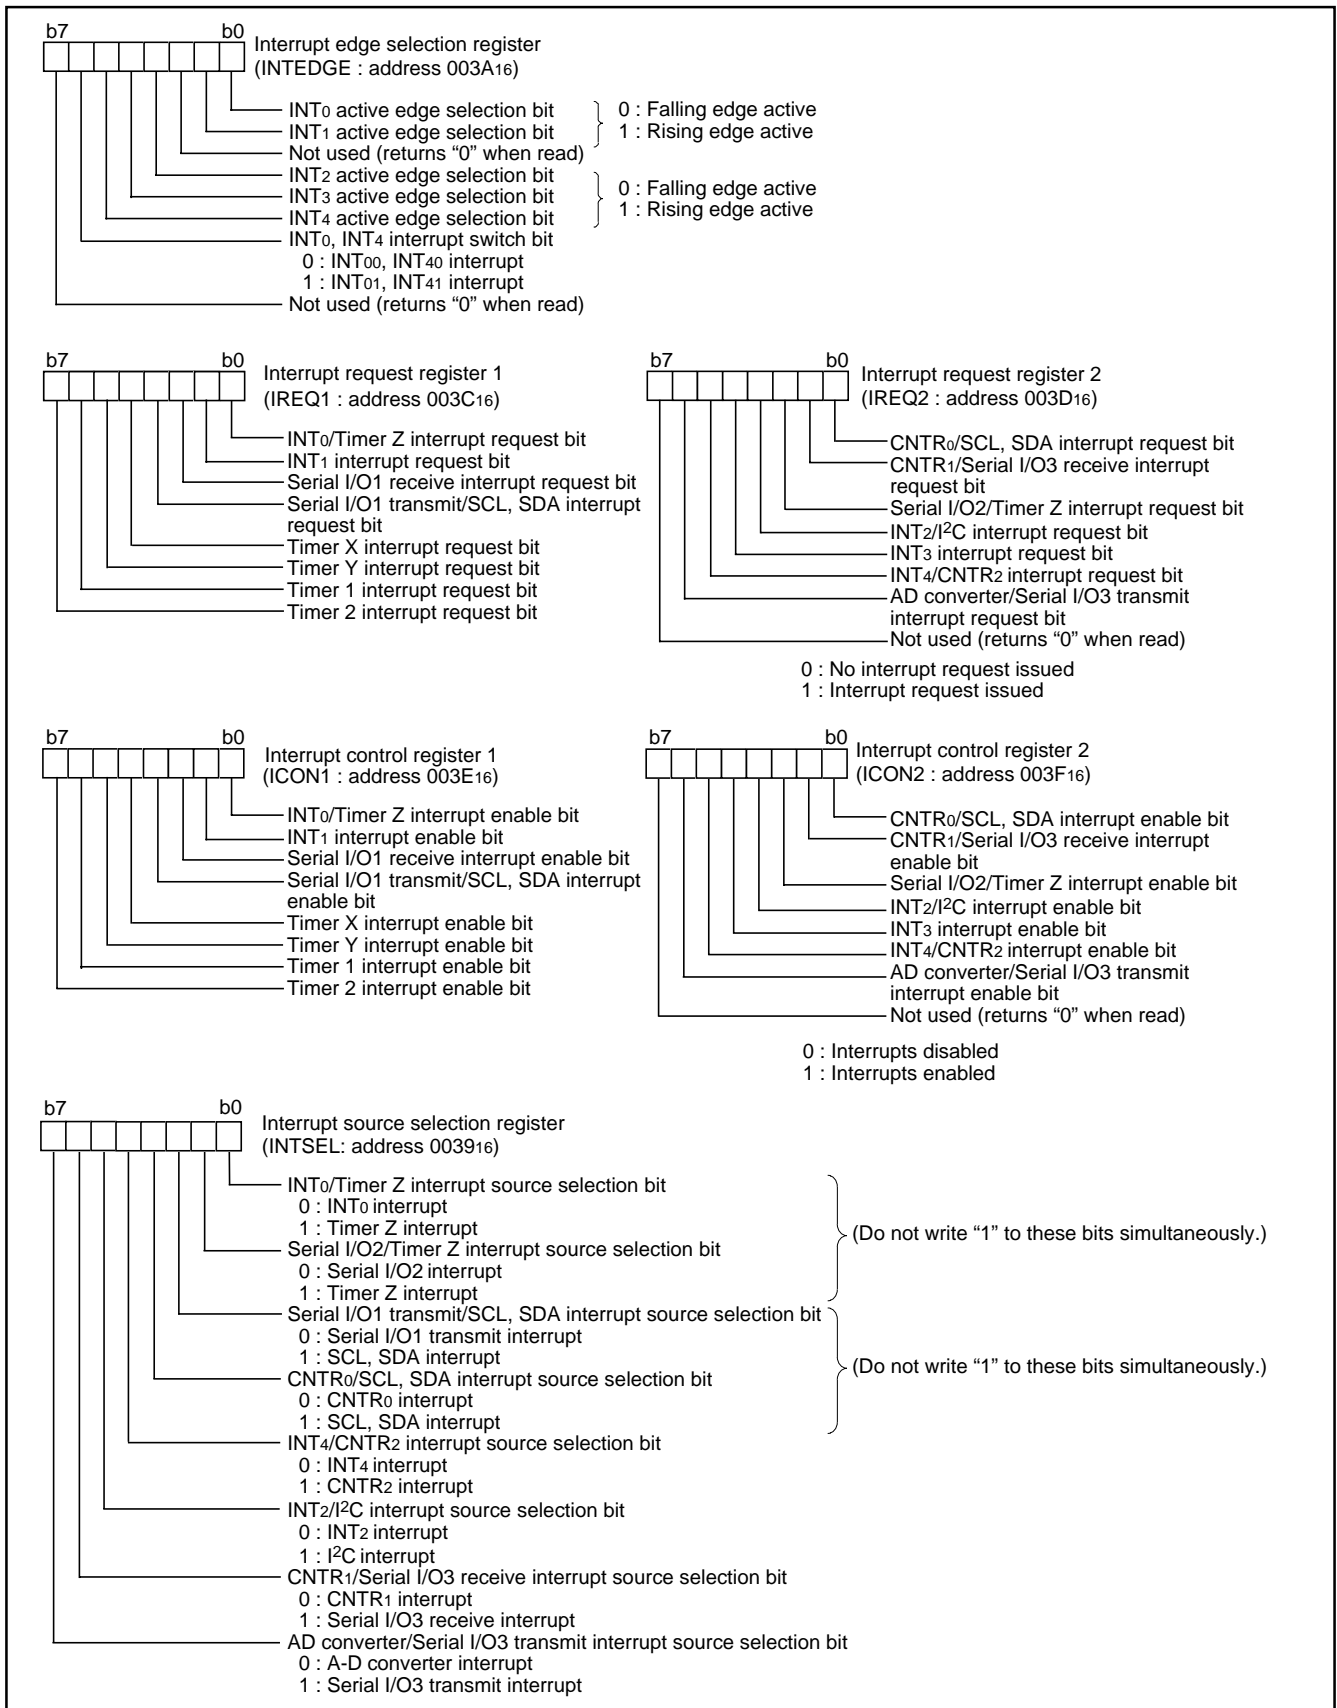 b7 b0
Interrupt edge selection register
(INTEDGE : address 003A16)
INT0 active edge selection bit
INT1 active edge selection bit
Not used (returns “0” when read)
0 : Falling edge active
1 : Rising edge active
INT2 active edge selection bit
INT3 active edge selection bit
INT4 active edge selection bit
0 : Falling edge active
1 : Rising edge active
INT0, INT4 interrupt switch bit
0 : INT00, INT40 interrupt
1 : INT01, INT41 interrupt
Not used (returns “0” when read)
b7 b0
Interrupt request register 1
(IREQ1 : address 003C16)
INT0/Timer Z interrupt request bit
INT1 interrupt request bit
Serial I/O1 receive interrupt request bit
Serial I/O1 transmit/SCL, SDA interrupt
request bit
Timer X interrupt request bit
Timer Y interrupt request bit
Timer 1 interrupt request bit
Timer 2 interrupt request bit
b7 b0
Interrupt request register 2
(IREQ2 : address 003D16)
CNTR0/SCL, SDA interrupt request bit
CNTR1/Serial I/O3 receive interrupt
request bit
Serial I/O2/Timer Z interrupt request bit
INT2/I2C interrupt request bit
INT3 interrupt request bit
INT4/CNTR2 interrupt request bit
AD converter/Serial I/O3 transmit
interrupt request bit
Not used (returns “0” when read)
0 : No interrupt request issued
1 : Interrupt request issued
b7 b0
Interrupt control register 1
(ICON1 : address 003E16)
INT0/Timer Z interrupt enable bit
INT1 interrupt enable bit
Serial I/O1 receive interrupt enable bit
Serial I/O1 transmit/SCL, SDA interrupt
enable bit
Timer X interrupt enable bit
Timer Y interrupt enable bit
Timer 1 interrupt enable bit
Timer 2 interrupt enable bit
b7 b0
Interrupt control register 2
(ICON2 : address 003F16)
CNTR0/SCL, SDA interrupt enable bit
CNTR1/Serial I/O3 receive interrupt
enable bit
Serial I/O2/Timer Z interrupt enable bit
INT2/I2C interrupt enable bit
INT3 interrupt enable bit
INT4/CNTR2 interrupt enable bit
AD converter/Serial I/O3 transmit
interrupt enable bit
Not used (returns “0” when read)
0 : Interrupts disabled
1 : Interrupts enabled
b7 b0
Interrupt source selection register
(INTSEL: address 003916)
INT0/Timer Z interrupt source selection bit
0 : INT0 interrupt
1 : Timer Z interrupt
Serial I/O2/Timer Z interrupt source selection bit
0 : Serial I/O2 interrupt
1 : Timer Z interrupt
(Do not write “1” to these bits simultaneously.)
Serial I/O1 transmit/SCL, SDA interrupt source selection bit
0 : Serial I/O1 transmit interrupt
1 : SCL, SDA interrupt
CNTR0/SCL, SDA interrupt source selection bit
0 : CNTR0 interrupt
1 : SCL, SDA interrupt
(Do not write “1” to these bits simultaneously.)
INT4/CNTR2 interrupt source selection bit
0 : INT4 interrupt
1 : CNTR2 interrupt
INT2/I2C interrupt source selection bit
0 : INT2 interrupt
1 : I2C interrupt
CNTR1/Serial I/O3 receive interrupt source selection bit
0 : CNTR1 interrupt
1 : Serial I/O3 receive interrupt
AD converter/Serial I/O3 transmit interrupt source selection bit
0 : A-D converter interrupt
1 : Serial I/O3 transmit interrupt